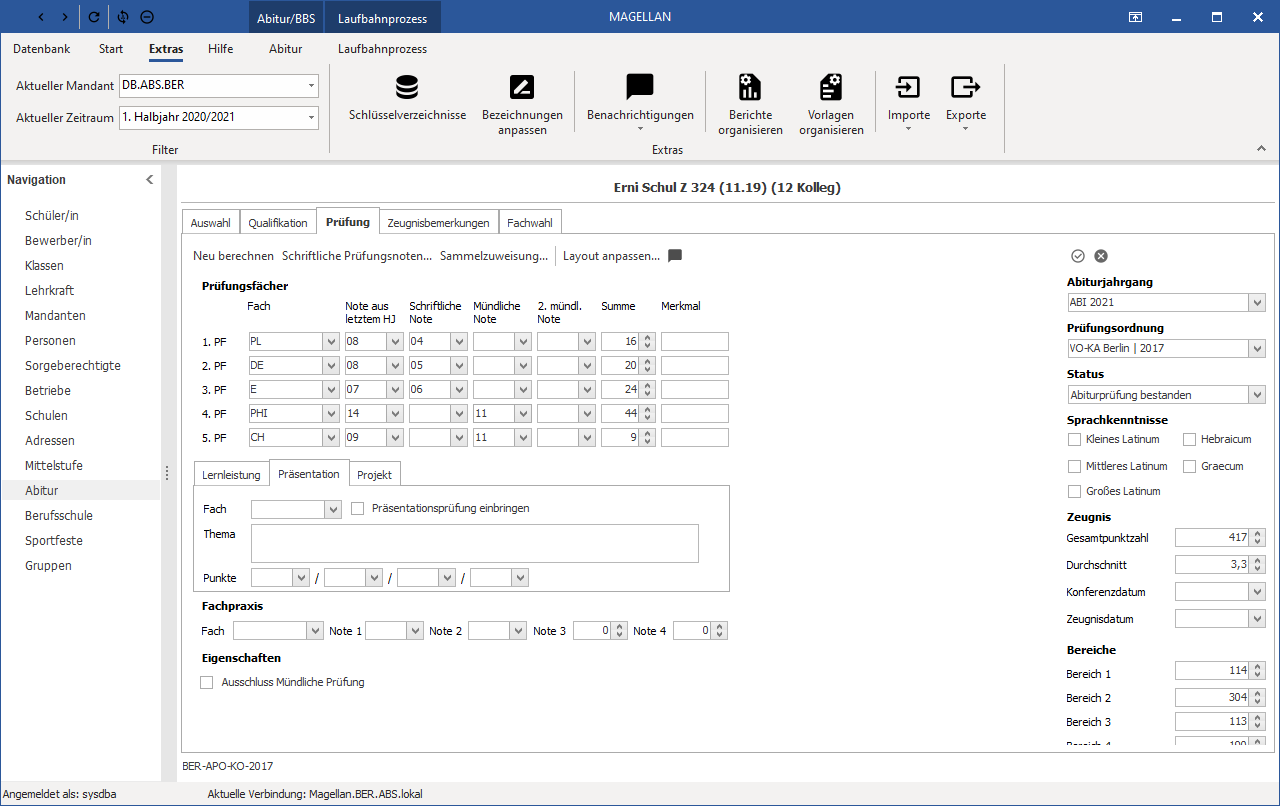 Abitur/BBS Laufbahnprozess MAGELLAN
Datenbank Start Extras Hilfe Abitur Laufbahnprozess
Aktueller Mandant DB.ABS.BER
Aktueller Zeitraum 1. Halbjahr 2020/2021
Filter
Schlüsselverzeichnisse
Bezeichnungen anpassen
Benachrichtigungen
Berichte organisieren
Vorlagen organisieren
Importe
Exporte
Extras
Navigation
Schüler/in
Bewerber/in
Klassen
Lehrkraft
Mandanten
Personen
Sorgeberechtigte
Betriebe
Schulen
Adressen
Mittelstufe
Abitur
Berufsschule
Sportfeste
Gruppen
Erni Schul Z 324 (11.19) (12 Kolleg)
Auswahl Qualifikation Prüfung Zeugnisbemerkungen Fachwahl
Neu berechnen Schriftliche Prüfungsnoten... Sammelzuweisung... Layout anpassen...
Prüfungsfächer
Fach Note aus letztem HJ Schriftliche Note Mündliche Note 2. mündl. Note Summe Merkmal
1. PF PL 08 04 16
2. PF DE 08 05 20
3. PF E 07 06 24
4. PF PHI 14 11 44
5. PF CH 09 11 9
Lernleistung Präsentation Projekt
Fach Präsentationsprüfung einbringen
Thema
Punkte / / /
Fachpraxis
Fach Note 1 Note 2 Note 3 0 Note 4 0
Eigenschaften
Ausschluss Mündliche Prüfung
Abiturjahrgang
ABI 2021
Prüfungsordnung
VO-KA Berlin | 2017
Status
Abiturprüfung bestanden
Sprachkenntnisse
Kleines Latinum Hebraicum
Mittleres Latinum Graecum
Großes Latinum
Zeugnis
Gesamtpunktzahl 417
Durchschnitt 3,3
Konferenzdatum
Zeugnisdatum
Bereiche
Bereich 1 114
Bereich 2 304
Bereich 3 113
BER-APO-KO-2017
Angemeldet als: sysdba Aktuelle Verbindung: Magellan.BER.ABS.lokal